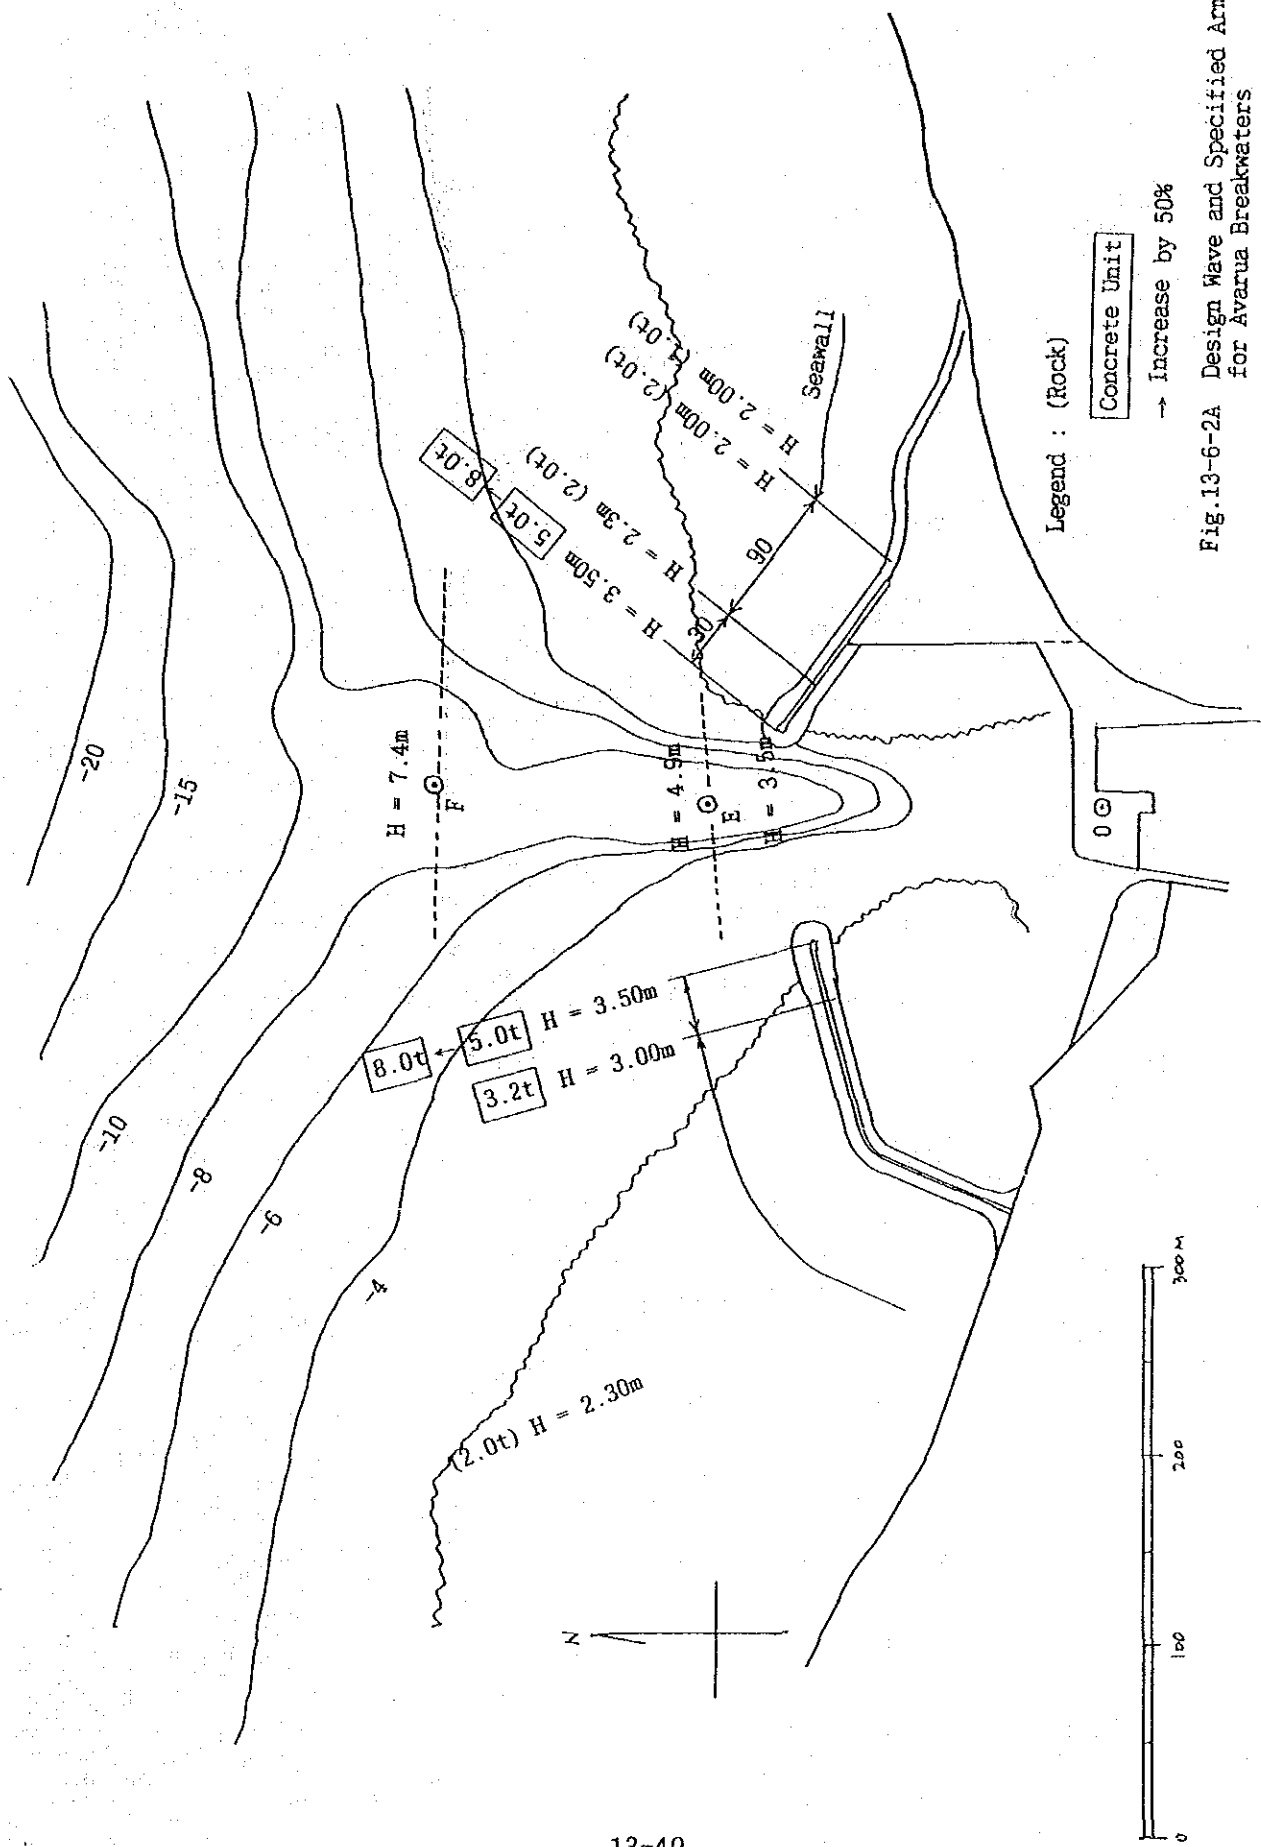 -20
-15
-10
-8
-6
-4
H = 7.4m
F
H = 4.9m
E
H = 3.5m
8.0t
5.0t
H = 3.50m
H = 2.3m (2.0t)
H = 2.00m (2.0t)
H = 2.00m (1.0t)
30
90
Seawall
8.0t ← 5.0t H = 3.50m
3.2t H = 3.00m
(2.0t) H = 2.30m
0
N
Legend : (Rock)
Concrete Unit
→ Increase by 50%
Fig.13-6-2A Design Wave and Specified
for Avarua Breakwaters
0 100 200 300 M